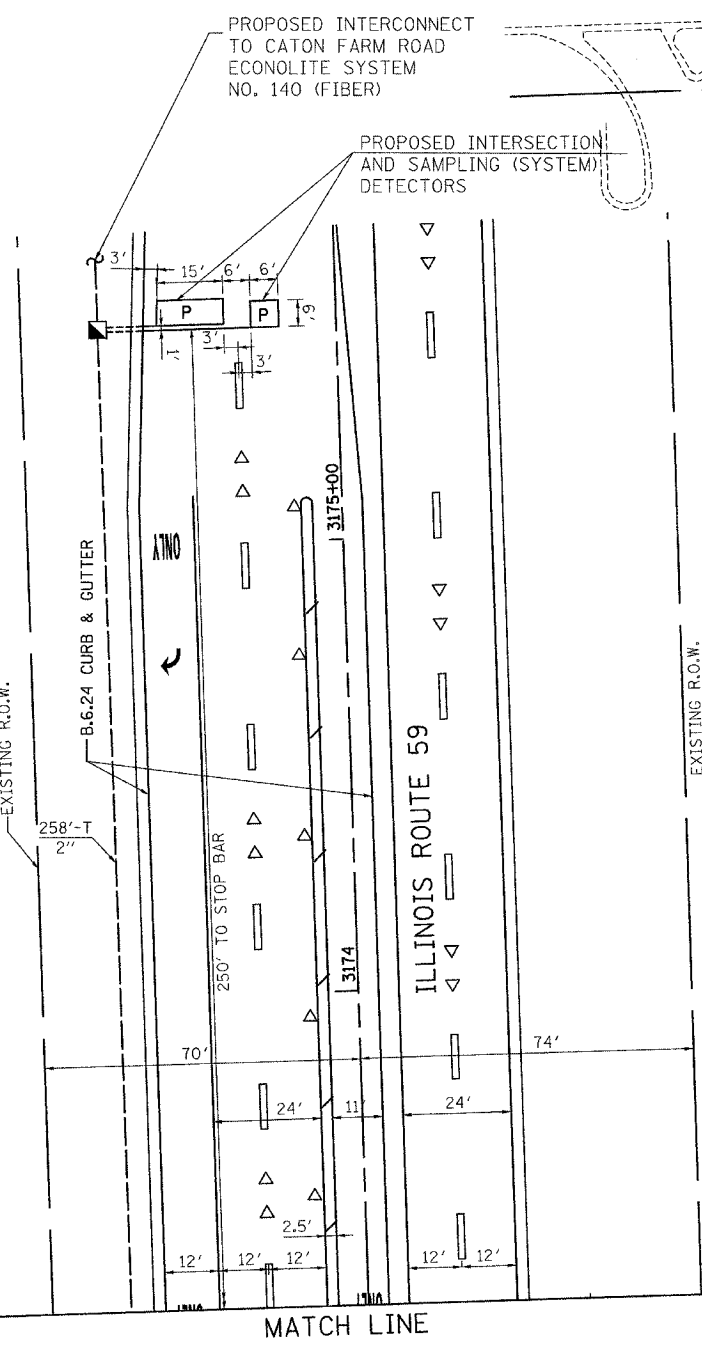 PROPOSED INTERCONNECT
TO CATON FARM ROAD
ECONOLITE SYSTEM
NO. 140 (FIBER)
PROPOSED INTERSECTION
AND SAMPLING (SYSTEM)
DETECTORS
3'
15'
6'
6'
P
P
6'
3'
1'
3'
3175+00
ONLY
B.6.24 CURB & GUTTER
EXISTING R.O.W.
EXISTING R.O.W.
ILLINOIS ROUTE 59
258'-T
2"
250' TO STOP BAR
3174
70'
74'
24'
11'
24'
2.5'
12'
12'
12'
12'
12'
ONLY
ONLY
MATCH LINE